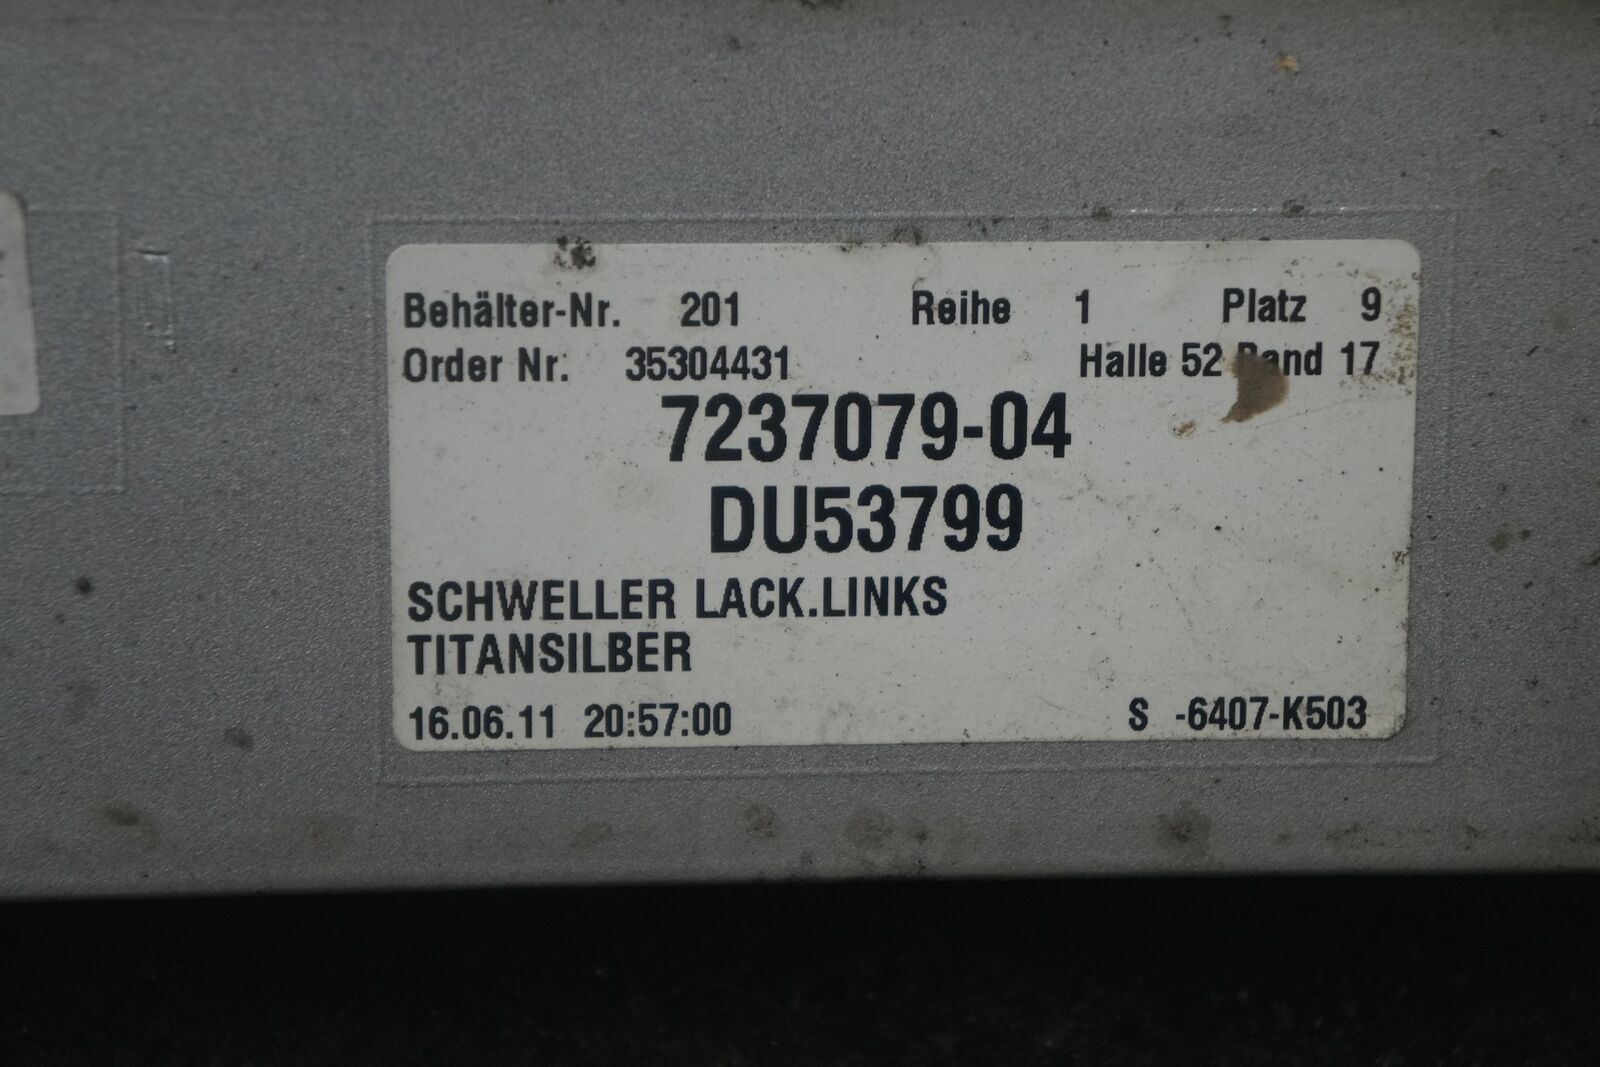 Behälter-Nr. 201 Reihe 1 Platz 9
Order Nr. 35304431 Halle 52 Band 17
7237079-04
DU53799
SCHWELLER LACK.LINKS
TITANSILBER
16.06.11 20:57:00 S -6407-K503